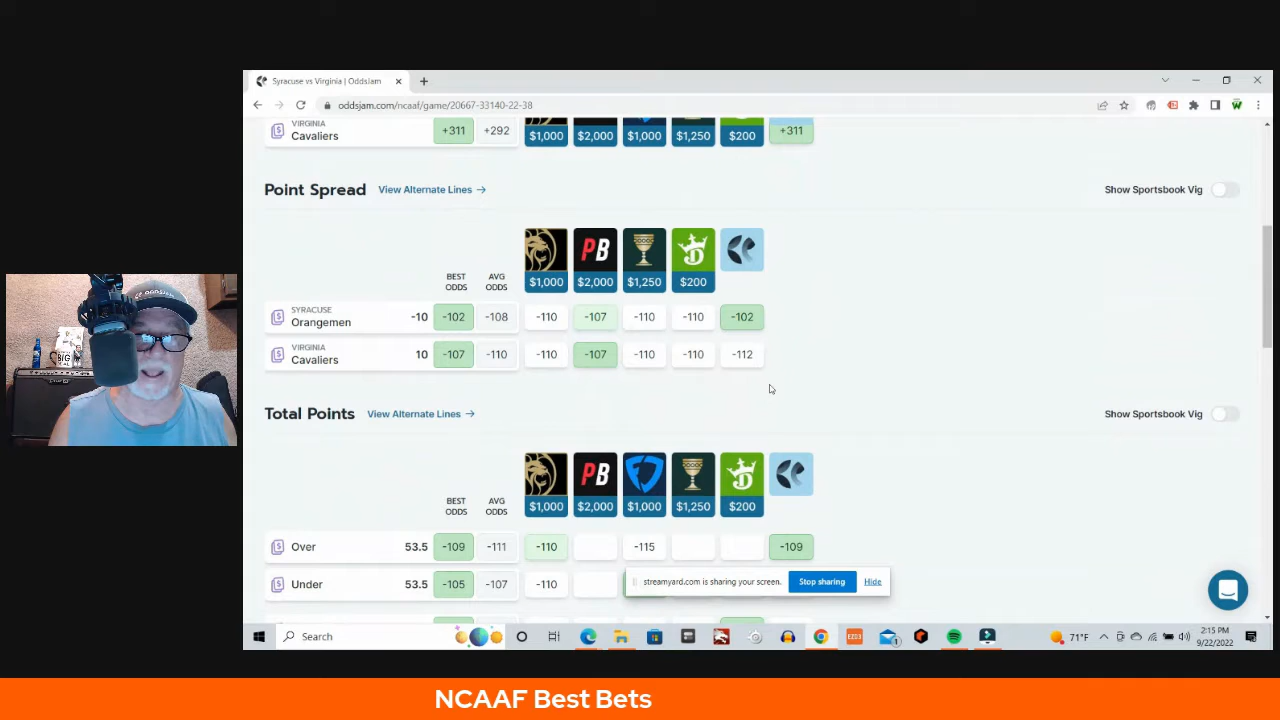 Syracuse vs Virginia | OddsJam
oddsjam.com/ncaaf/game/20667-33140-22-38
VIRGINIA
Cavaliers
+311 +292 $1,000 $2,000 $1,000 $1,250 $200 +311
Point Spread View Alternate Lines → Show Sportsbook Vig
PB
BEST ODDS AVG ODDS $1,000 $2,000 $1,250 $200
SYRACUSE
Orangemen -10 -102 -108 -110 -107 -110 -110 -102
VIRGINIA
Cavaliers 10 -107 -110 -110 -107 -110 -110 -112
Total Points View Alternate Lines → Show Sportsbook Vig
PB
BEST ODDS AVG ODDS $1,000 $2,000 $1,000 $1,250 $200
Over 53.5 -109 -111 -110 -115 -109
Under 53.5 -105 -107 -110
streamyard.com is sharing your screen. Stop sharing Hide
Search 71°F 2:15 PM
9/22/2022
NCAAF Best Bets